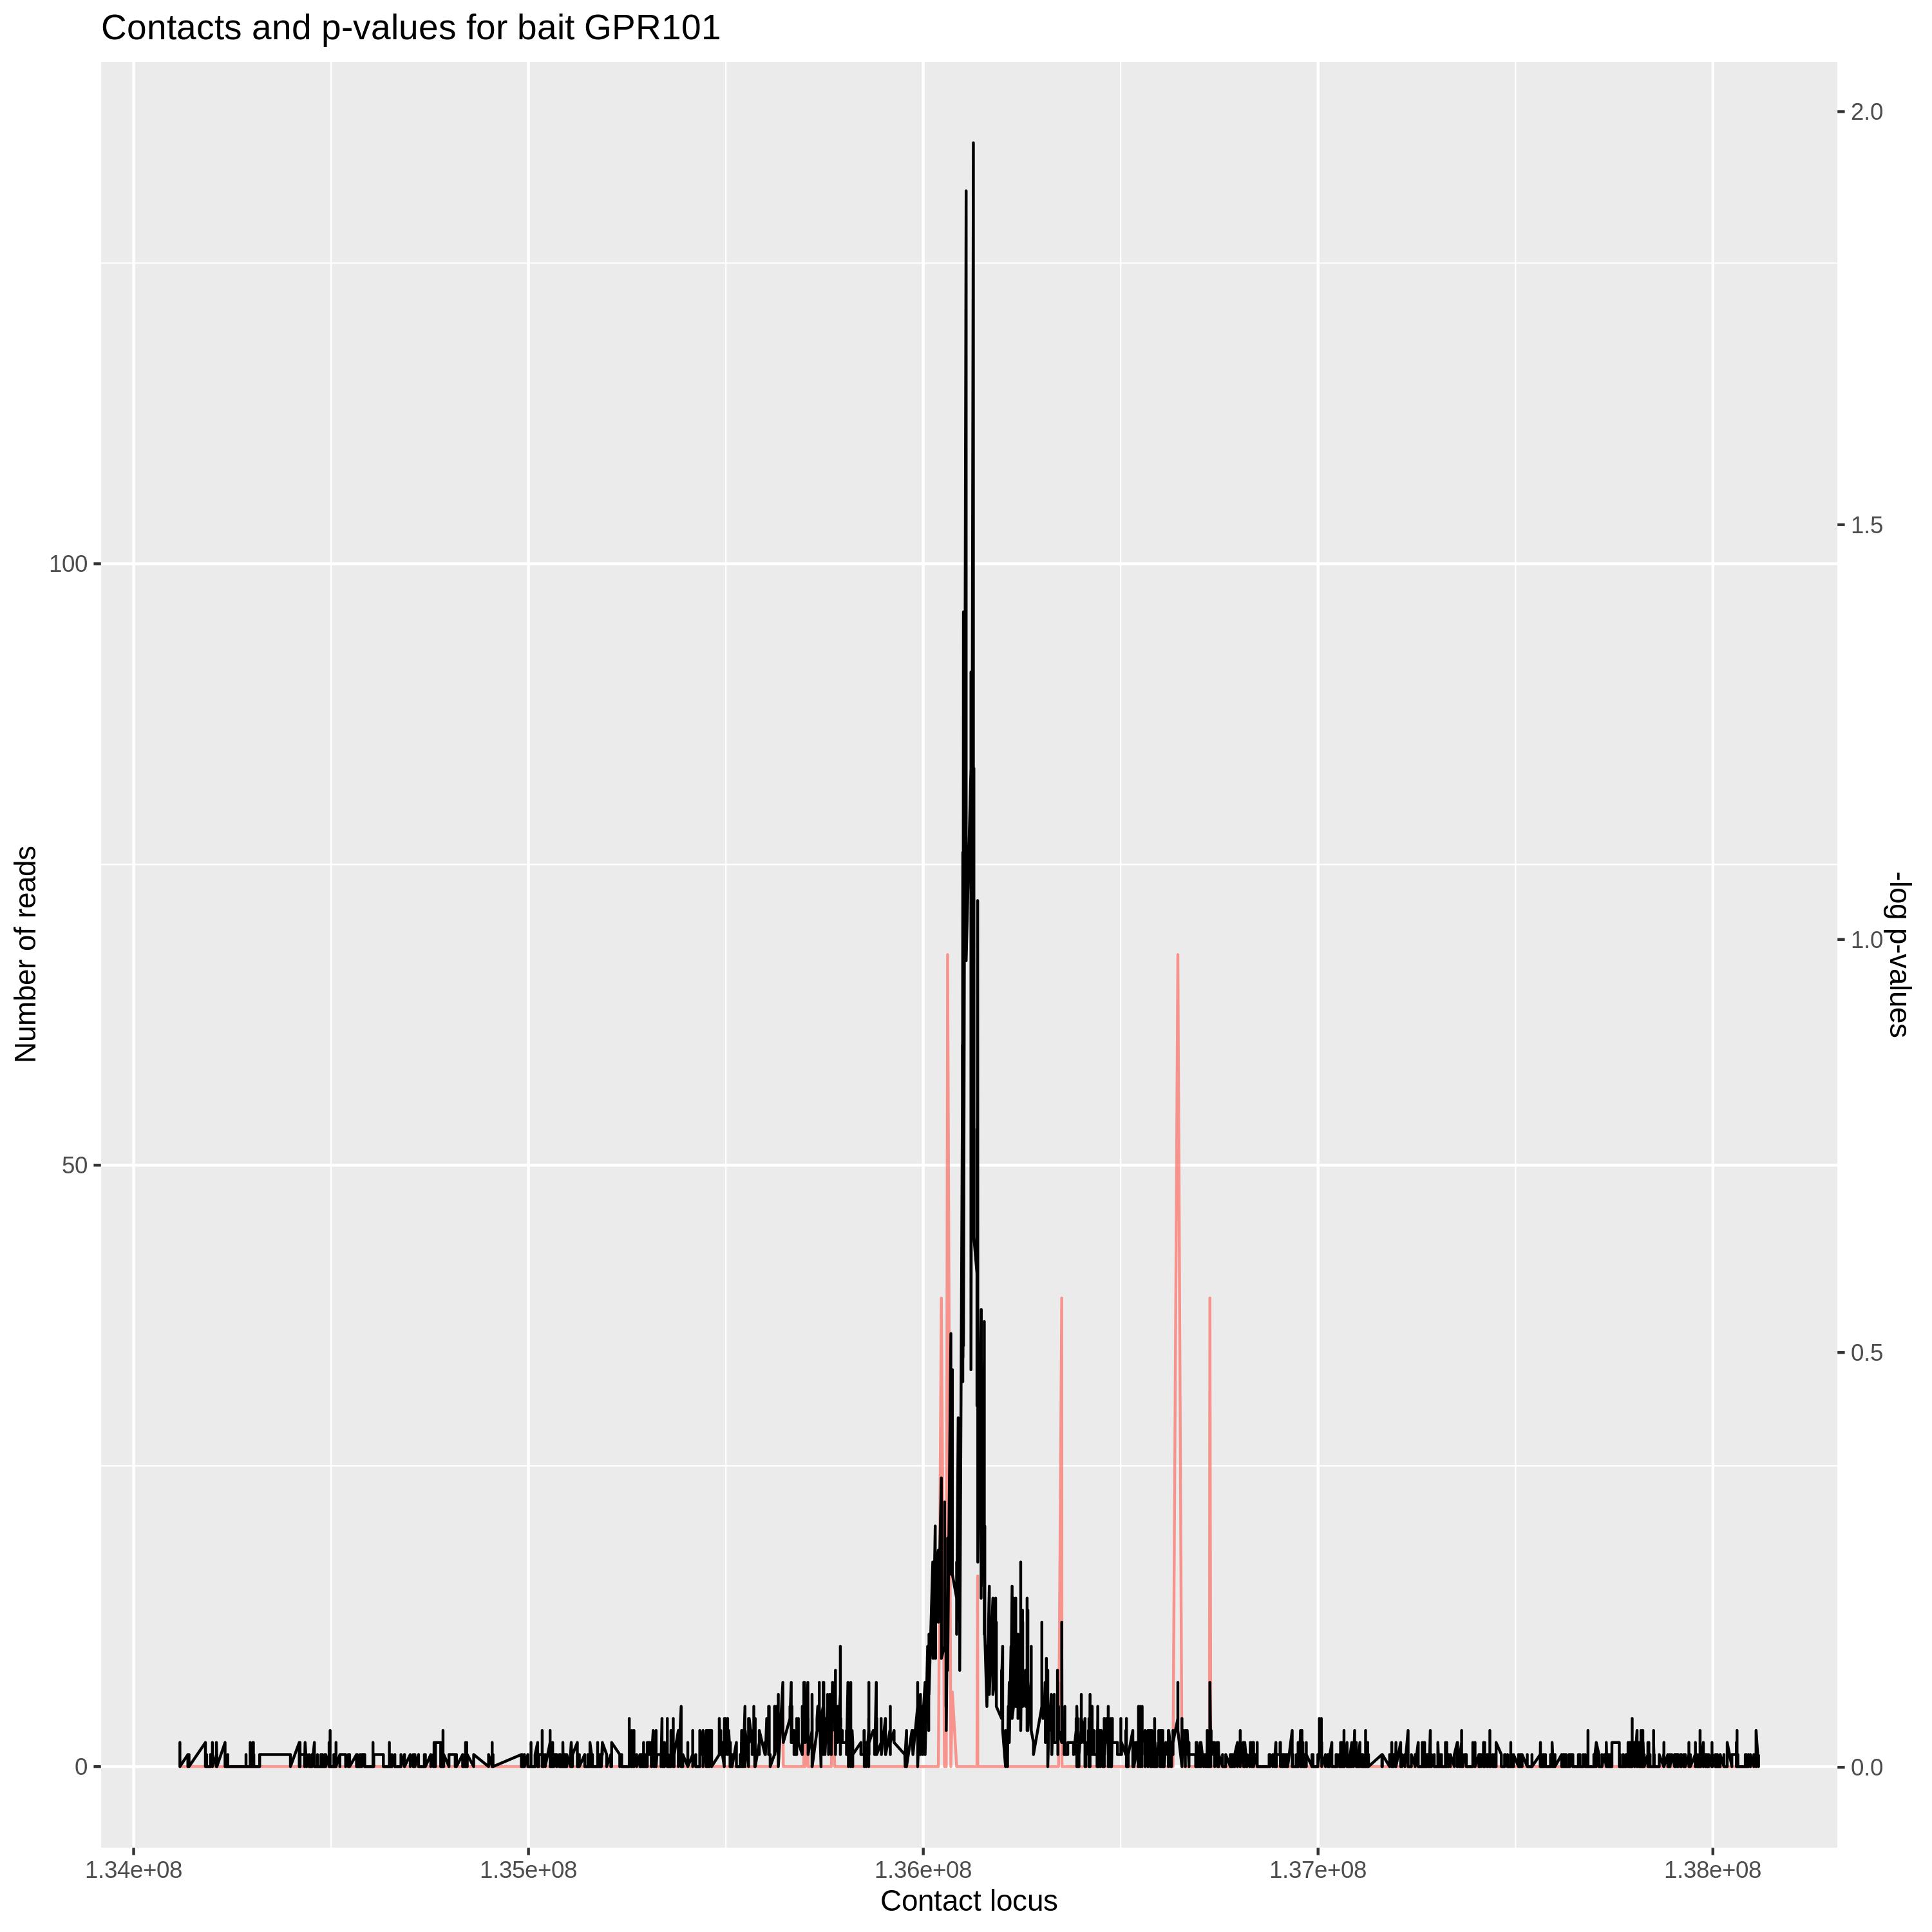 Contacts and p-values for bait GPR101
2.0
1.5
100
1.0
Number of reads
-log p-values
50
0.5
0
0.0
1.34e+08
1.35e+08
1.36e+08
1.37e+08
1.38e+08
Contact locus